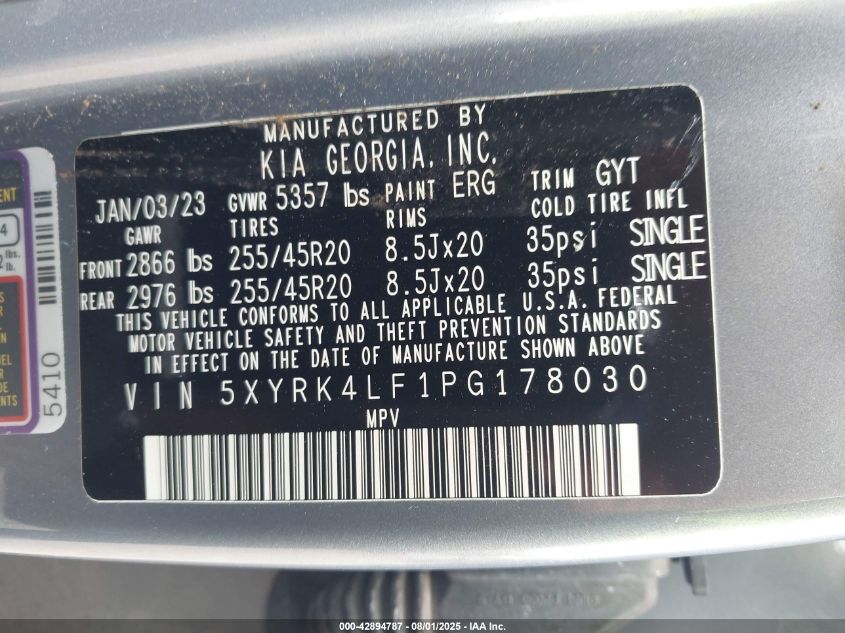 MANUFACTURED BY
KIA GEORGIA, INC.
JAN/03/23 GVWR 5357 lbs PAINT ERG TRIM GYT
GAWR TIRES RIMS COLD TIRE INFL
FRONT 2866 lbs 255/45R20 8.5Jx20 35psi SINGLE
REAR 2976 lbs 255/45R20 8.5Jx20 35psi SINGLE
THIS VEHICLE CONFORMS TO ALL APPLICABLE U.S.A. FEDERAL
MOTOR VEHICLE SAFETY AND THEFT PREVENTION STANDARDS
IN EFFECT ON THE DATE OF MANUFACTURE SHOWN ABOVE
VIN 5XYRK4LF1PG178030
MPV
4
lbs.
lb.
5410
000-42894787 - 08/01/2025 - IAA Inc.